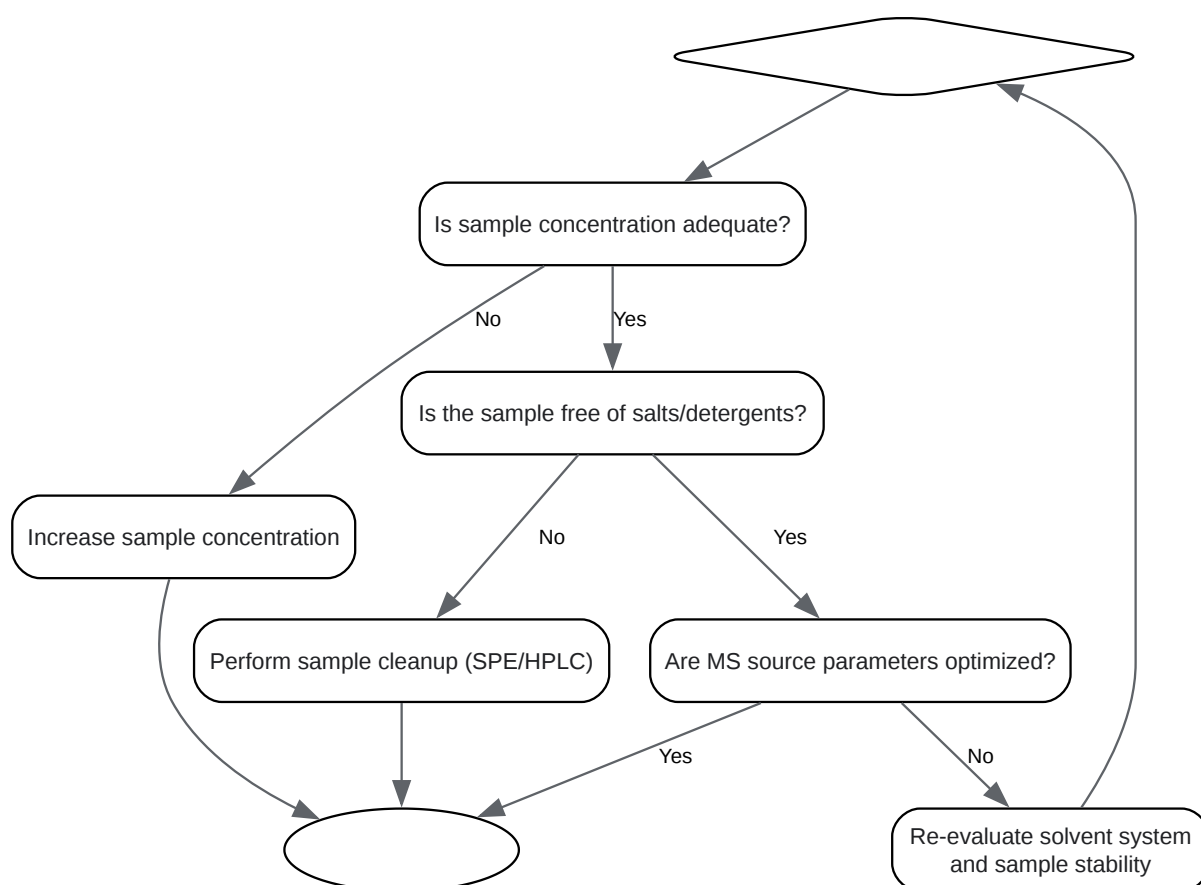 Is sample concentration adequate?
No
Yes
Is the sample free of salts/detergents?
Increase sample concentration
No
Yes
Perform sample cleanup (SPE/HPLC)
Are MS source parameters optimized?
Yes
No
Re-evaluate solvent system
and sample stability